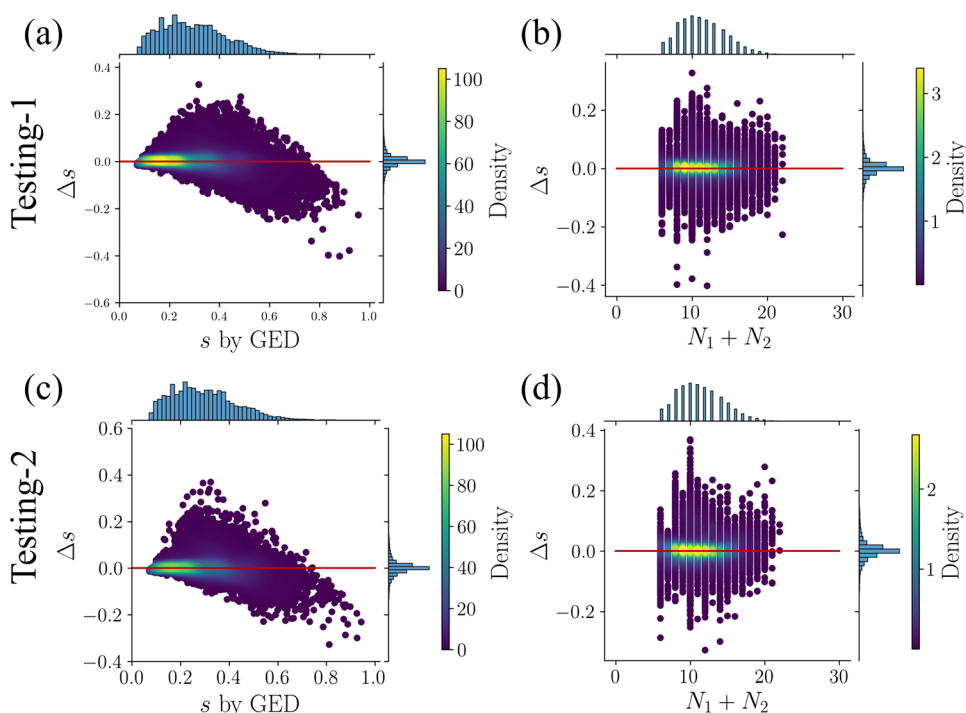 (a)
(b)
Testing-1
0.4
0.2
0.0
−0.2
−0.4
−0.6
Δs
0.0 0.2 0.4 0.6 0.8 1.0
s by GED
100
80
60
40
20
0
Density
0.2
0.0
−0.2
−0.4
Δs
0 10 20 30
N₁ + N₂
3
2
1
Density
(c)
(d)
Testing-2
0.6
0.4
0.2
0.0
−0.2
−0.4
Δs
0.0 0.2 0.4 0.6 0.8 1.0
s by GED
100
80
60
40
20
0
Density
0.4
0.2
0.0
−0.2
Δs
0 10 20 30
N₁ + N₂
2
1
Density